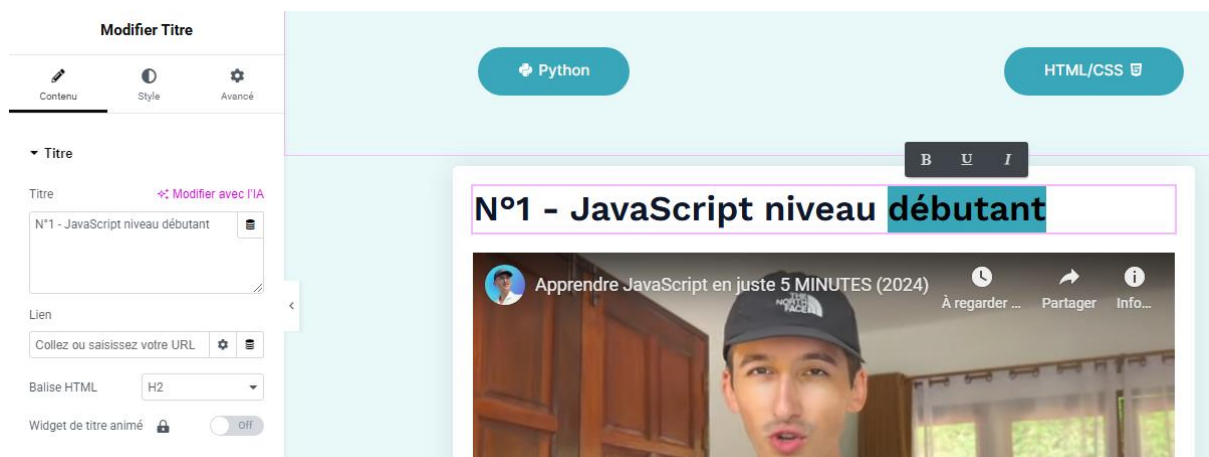 Modifier Titre
Contenu
Style
Avancé
Titre
Titre
Modifier avec l'IA
N°1 - JavaScript niveau débutant
Lien
Collez ou saisissez votre URL
Balise HTML
H2
Widget de titre animé
Off
Python
HTML/CSS
B U I
N°1 - JavaScript niveau débutant
Apprendre JavaScript en juste 5 MINUTES (2024)
À regarder ...
Partager
Info...
THE
NORTH
FACE